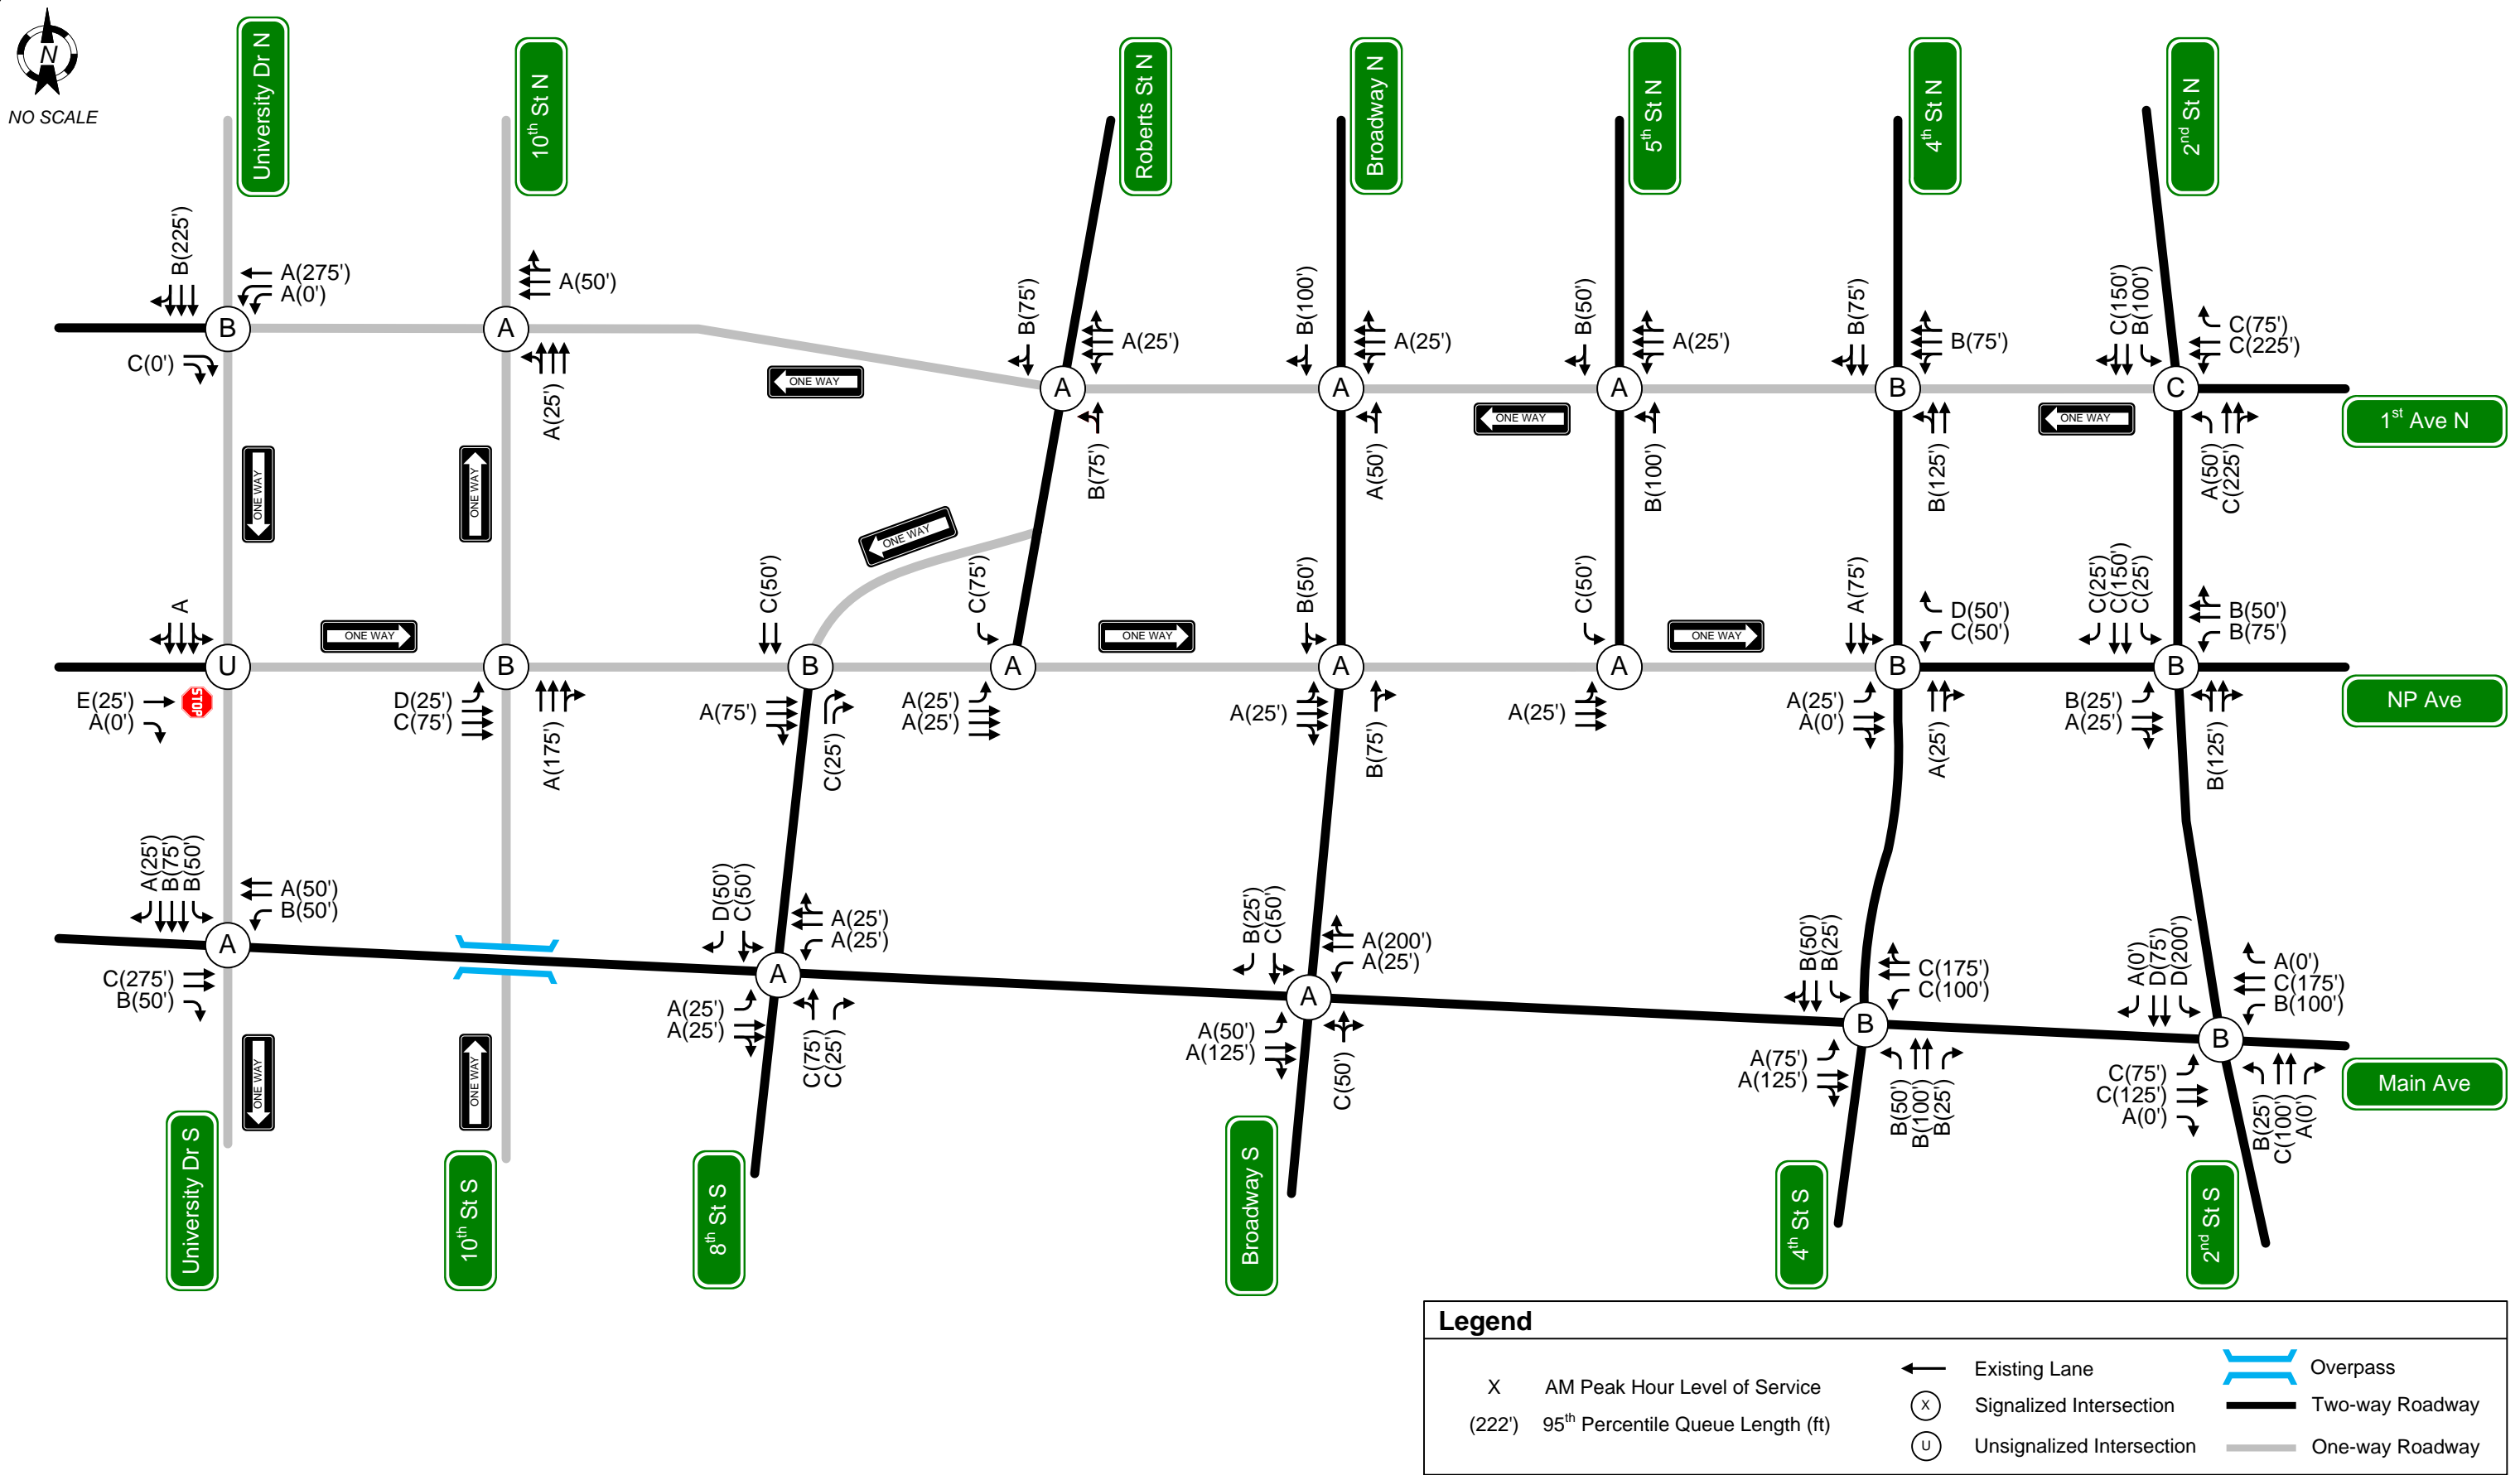 N
NO SCALE
University Dr N
10th St N
Roberts St N
Broadway N
5th St N
4th St N
2nd St N
B(225')
A(275')
A(0')
B
C(0')
A(50')
A
A(25')
ONE WAY
B(75')
A(25')
A
B(75')
B(100')
A(25')
A
A(50')
B(50')
A(25')
A
B(100')
ONE WAY
B(75')
B(75')
B
B(125')
ONE WAY
C(150')
B(100')
C(75')
C(225')
C
A(50')
C(225')
1st Ave N
ONE WAY
ONE WAY
ONE WAY
A
U
E(25')
A(0')
STOP
ONE WAY
B
D(25')
C(75')
A(175')
C(50')
B
A(75')
C(25')
C(75')
A
A(25')
A(25')
ONE WAY
B(50')
A
A(25')
B(75')
C(50')
A
A(25')
ONE WAY
A(75')
D(50')
C(50')
B
A(25')
A(0')
A(25')
C(25')
C(150')
C(25')
B(50')
B(75')
B
B(25')
A(25')
B(125')
NP Ave
A(25')
B(75')
B(50')
A(50')
B(50')
A
C(275')
B(50')
D(50')
C(50')
A(25')
A(25')
A
A(25')
A(25')
C(75')
C(25')
B(25')
C(50')
A(200')
A(25')
A
A(50')
A(125')
C(50')
B(50')
B(25')
C(175')
C(100')
B
A(75')
A(125')
B(50')
B(100')
B(25')
A(0')
D(75')
D(200')
A(0')
C(175')
B(100')
B
C(75')
C(125')
A(0')
B(25')
C(100')
A(0')
Main Ave
ONE WAY
ONE WAY
University Dr S
10th St S
8th St S
Broadway S
4th St S
2nd St S
Legend
X AM Peak Hour Level of Service
(222') 95th Percentile Queue Length (ft)
Existing Lane
X Signalized Intersection
U Unsignalized Intersection
Overpass
Two-way Roadway
One-way Roadway